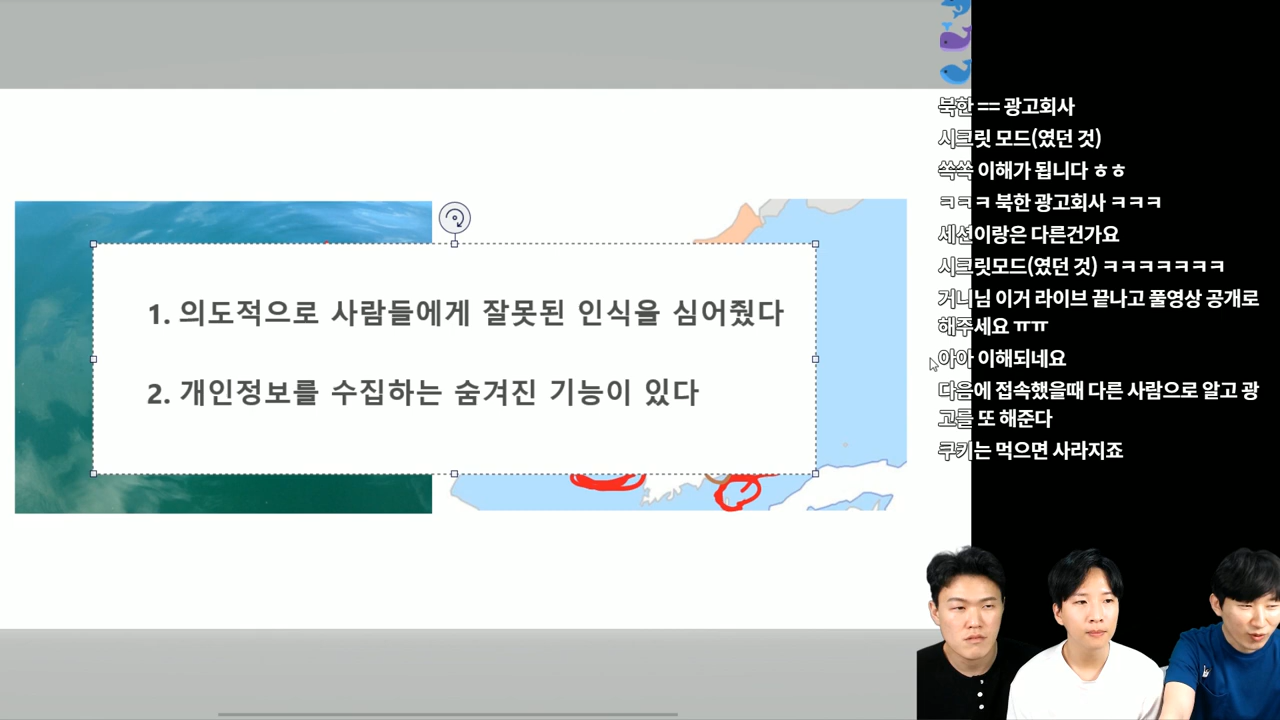 1. 의도적으로 사람들에게 잘못된 인식을 심어줬다
2. 개인정보를 수집하는 숨겨진 기능이 있다
북한 == 광고회사
시크릿 모드(였던 것)
쏙쏙 이해가 됩니다 ㅎㅎ
ㅋㅋㅋ 북한 광고회사 ㅋㅋㅋ
세션이랑은 다른건가요
시크릿모드(였던 것) ㅋㅋㅋㅋㅋㅋㅋ
거니님 이거 라이브 끝나고 풀영상 공개로
해주세요 ㅠㅠ
아아 이해되네요
다음에 접속했을때 다른 사람으로 알고 광
고를 또 해준다
쿠키는 먹으면 사라지죠